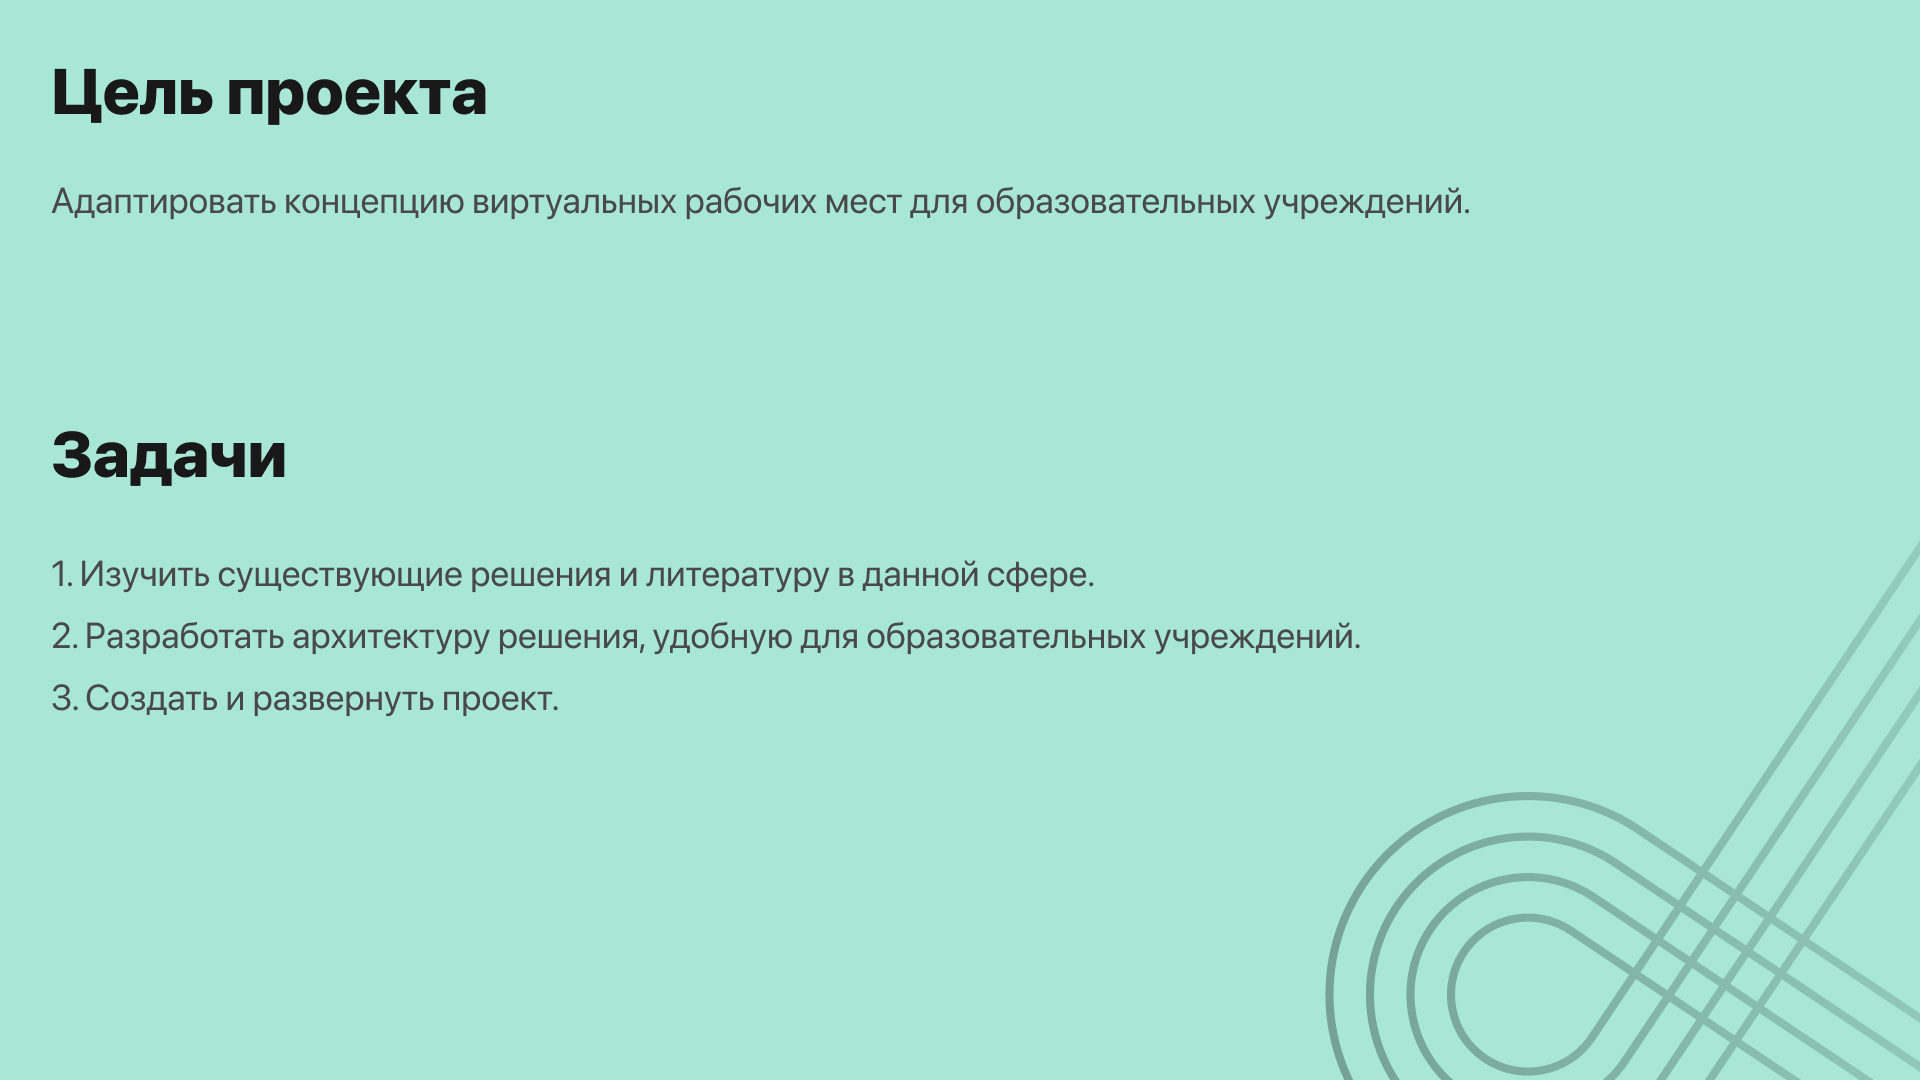 Цель проекта
Адаптировать концепцию виртуальных рабочих мест для образовательных учреждений.
Задачи
1. Изучить существующие решения и литературу в данной сфере.
2. Разработать архитектуру решения, удобную для образовательных учреждений.
3. Создать и развернуть проект.